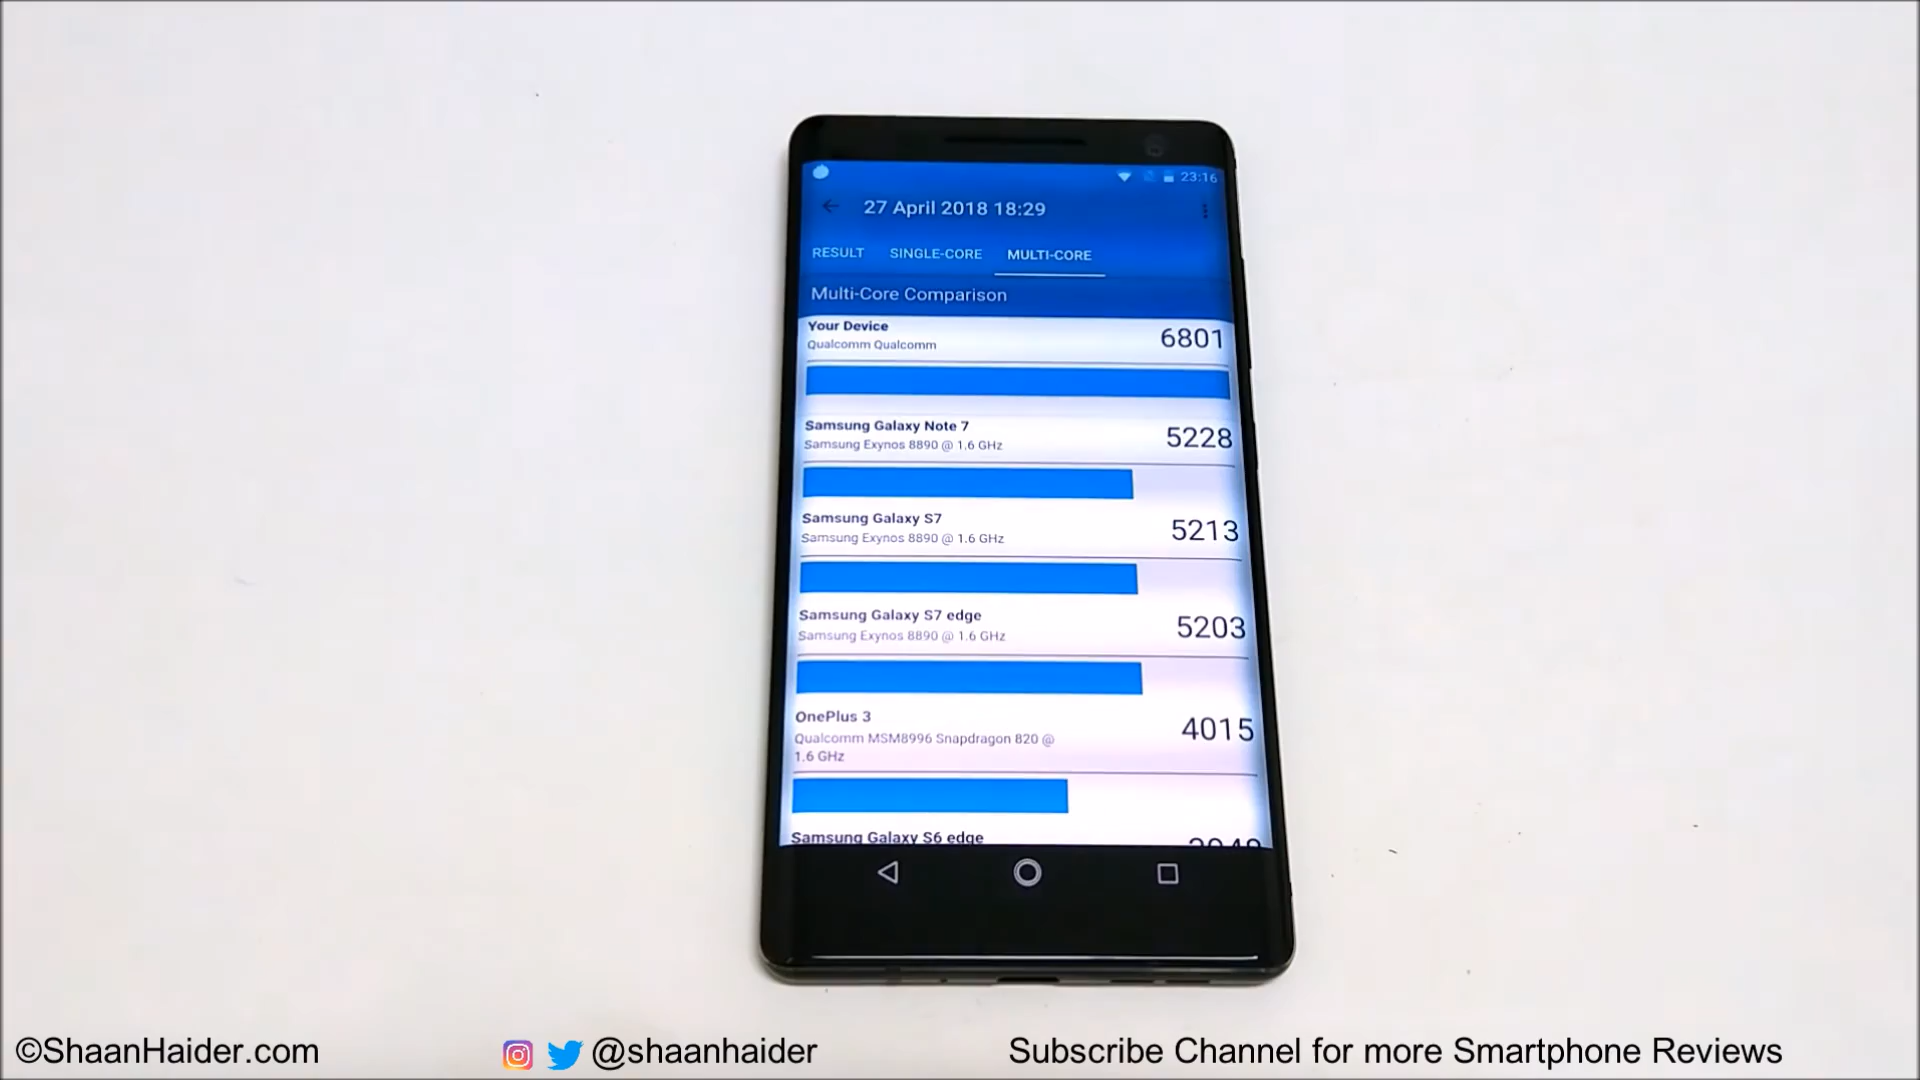 23:16
27 April 2018 18:29
RESULT SINGLE-CORE MULTI-CORE
Multi-Core Comparison
Your Device 6801
Qualcomm Qualcomm
Samsung Galaxy Note 7 5228
Samsung Exynos 8890 @ 1.6 GHz
Samsung Galaxy S7 5213
Samsung Exynos 8890 @ 1.6 GHz
Samsung Galaxy S7 edge 5203
Samsung Exynos 8890 @ 1.6 GHz
OnePlus 3 4015
Qualcomm MSM8996 Snapdragon 820 @
1.6 GHz
Samsung Galaxy S6 edge
©ShaanHaider.com @shaanhaider Subscribe Channel for more Smartphone Reviews